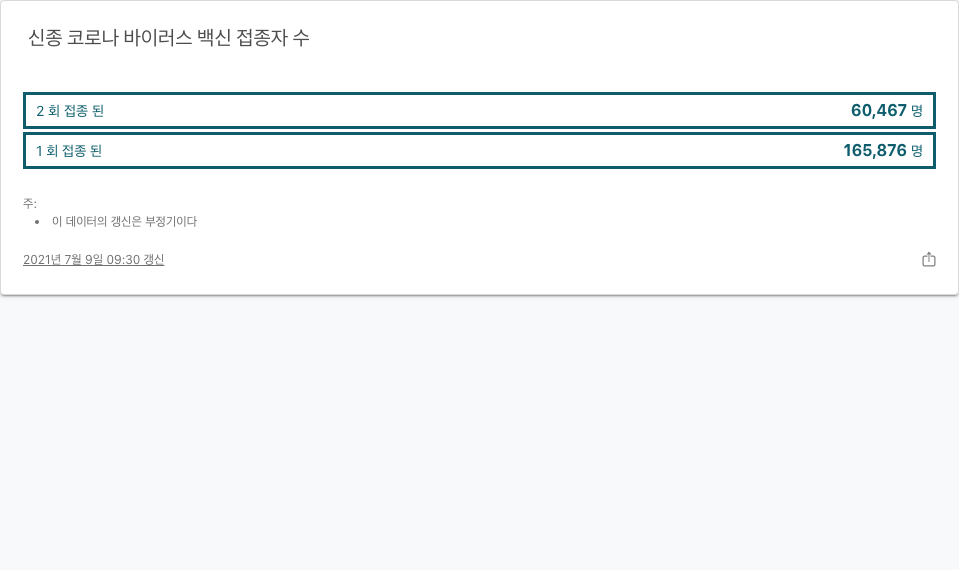 신종 코로나 바이러스 백신 접종자 수
2 회 접종 된 60,467 명
1 회 접종 된 165,876 명
주:
• 이 데이터의 갱신은 부정기이다
2021년 7월 9일 09:30 갱신